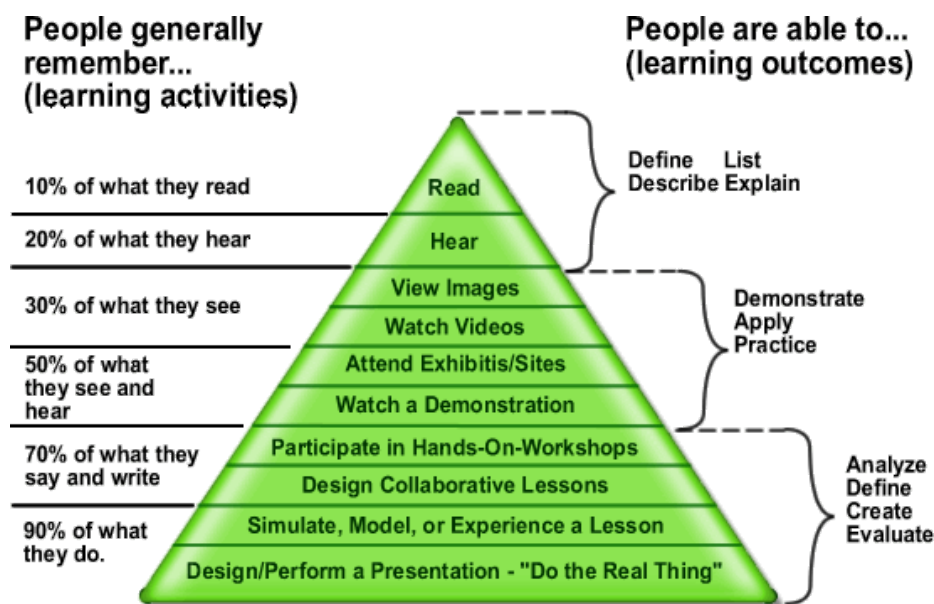 People generally
remember...
(learning activities)
People are able to...
(learning outcomes)
10% of what they read
20% of what they hear
30% of what they see
50% of what
they see and
hear
70% of what they
say and write
90% of what
they do.
Read
Hear
View Images
Watch Videos
Attend Exhibitis/Sites
Watch a Demonstration
Participate in Hands-On-Workshops
Design Collaborative Lessons
Simulate, Model, or Experience a Lesson
Design/Perform a Presentation - "Do the Real Thing"
Define List
Describe Explain
Demonstrate
Apply
Practice
Analyze
Define
Create
Evaluate